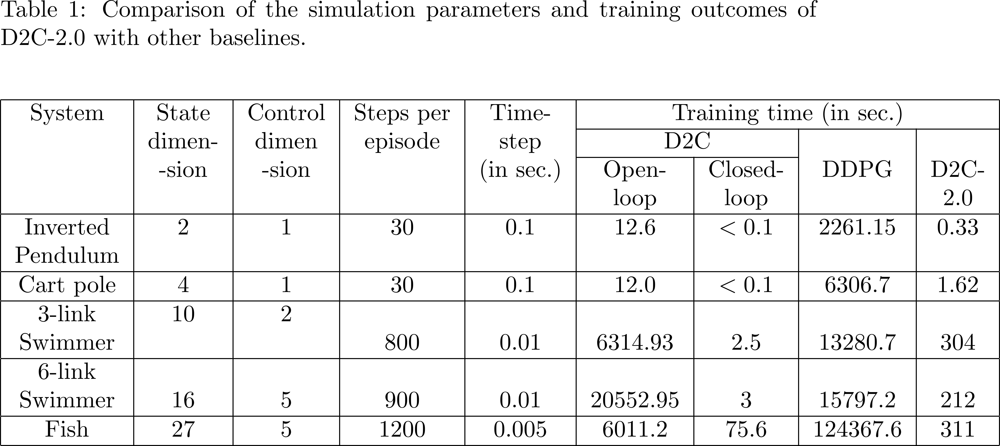 Table 1: Comparison of the simulation parameters and training outcomes of
D2C-2.0 with other baselines.
System State Control Steps per Time- Training time (in sec.)
dimen- dimen episode step D2C
-sion -sion (in sec.) Open- Closed- DDPG D2C-
loop loop 2.0
Inverted 2 1 30 0.1 12.6 < 0.1 2261.15 0.33
Pendulum
Cart pole 4 1 30 0.1 12.0 < 0.1 6306.7 1.62
3-link 10 2
Swimmer 800 0.01 6314.93 2.5 13280.7 304
6-link
Swimmer 16 5 900 0.01 20552.95 3 15797.2 212
Fish 27 5 1200 0.005 6011.2 75.6 124367.6 311